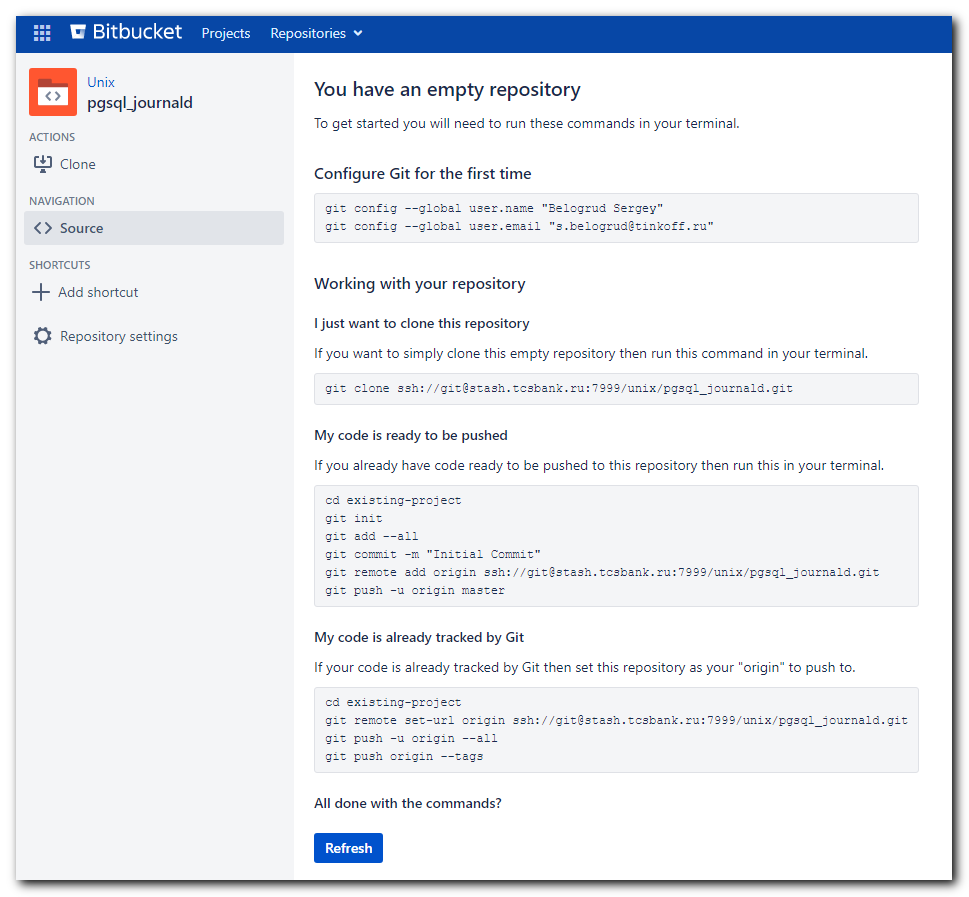 Bitbucket Projects Repositories
Unix
pgsql_journald
ACTIONS
Clone
NAVIGATION
Source
SHORTCUTS
Add shortcut
Repository settings
You have an empty repository
To get started you will need to run these commands in your terminal.
Configure Git for the first time
git config --global user.name "Belogrud Sergey"
git config --global user.email "s.belogrud@tinkoff.ru"
Working with your repository
I just want to clone this repository
If you want to simply clone this empty repository then run this command in your terminal.
git clone ssh://git@stash.tcsbank.ru:7999/unix/pgsql_journald.git
My code is ready to be pushed
If you already have code ready to be pushed to this repository then run this in your terminal.
cd existing-project
git init
git add --all
git commit -m "Initial Commit"
git remote add origin ssh://git@stash.tcsbank.ru:7999/unix/pgsql_journald.git
git push -u origin master
My code is already tracked by Git
If your code is already tracked by Git then set this repository as your "origin" to push to.
cd existing-project
git remote set-url origin ssh://git@stash.tcsbank.ru:7999/unix/pgsql_journald.git
git push -u origin --all
git push origin --tags
All done with the commands?
Refresh